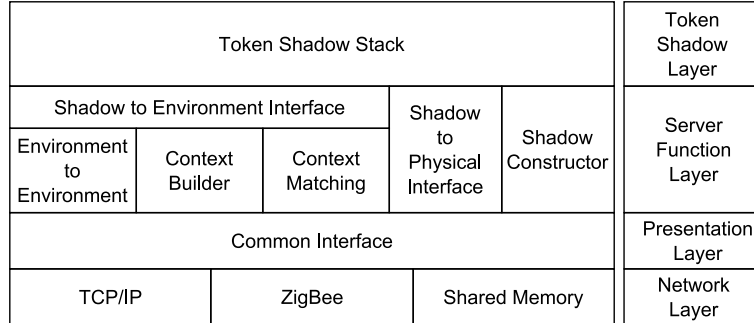 Token Shadow Stack
Token
Shadow
Layer
Shadow to Environment Interface
Environment
to
Environment
Context
Builder
Context
Matching
Shadow
to
Physical
Interface
Shadow
Constructor
Server
Function
Layer
Common Interface
Presentation
Layer
TCP/IP
ZigBee
Shared Memory
Network
Layer